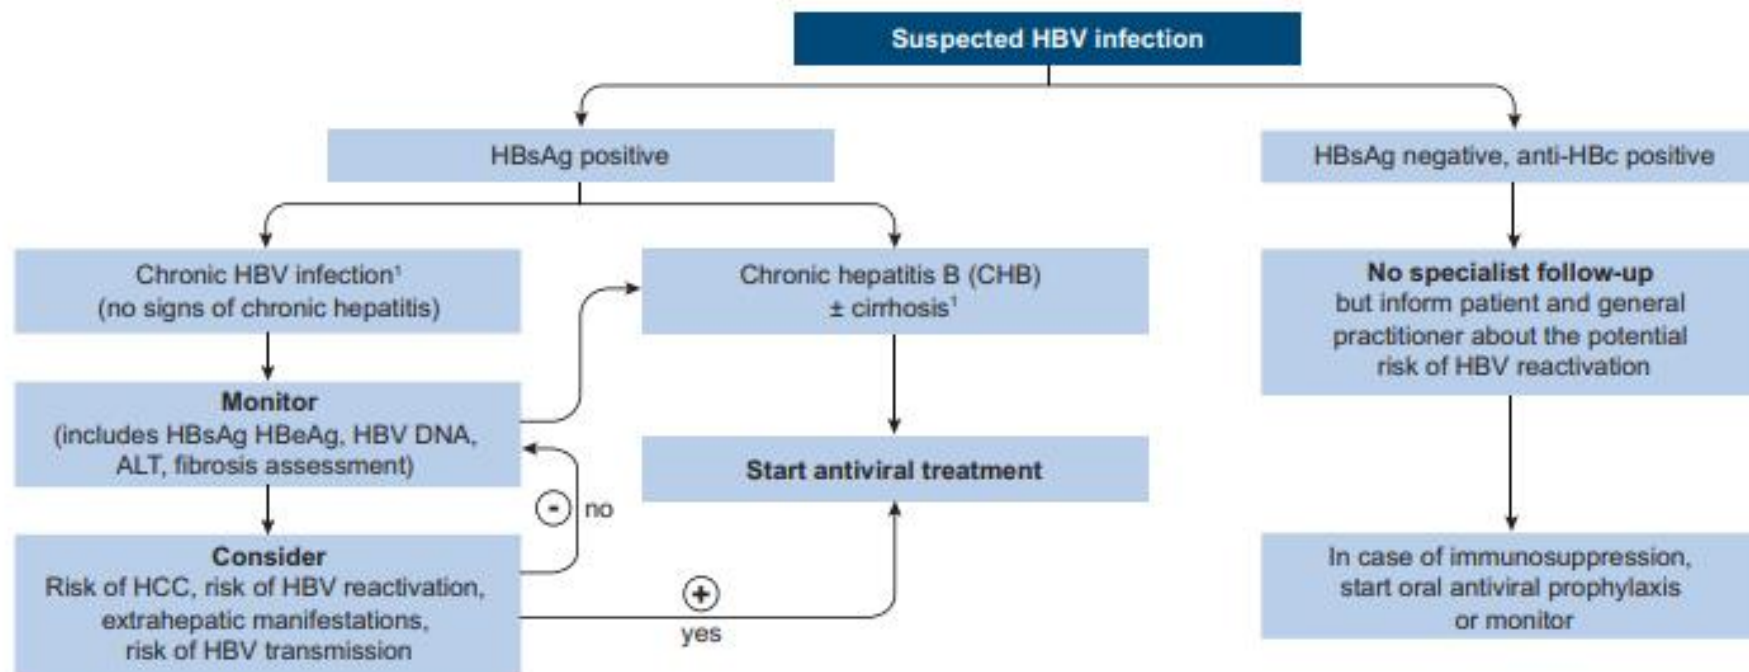 Suspected HBV infection
HBsAg positive
HBsAg negative, anti-HBc positive
Chronic HBV infection¹
(no signs of chronic hepatitis)
Chronic hepatitis B (CHB)
± cirrhosis¹
No specialist follow-up
but inform patient and general
practitioner about the potential
risk of HBV reactivation
Monitor
(includes HBsAg HBeAg, HBV DNA,
ALT, fibrosis assessment)
Start antiviral treatment
- no
Consider
Risk of HCC, risk of HBV reactivation,
extrahepatic manifestations,
risk of HBV transmission
+
yes
In case of immunosuppression,
start oral antiviral prophylaxis
or monitor